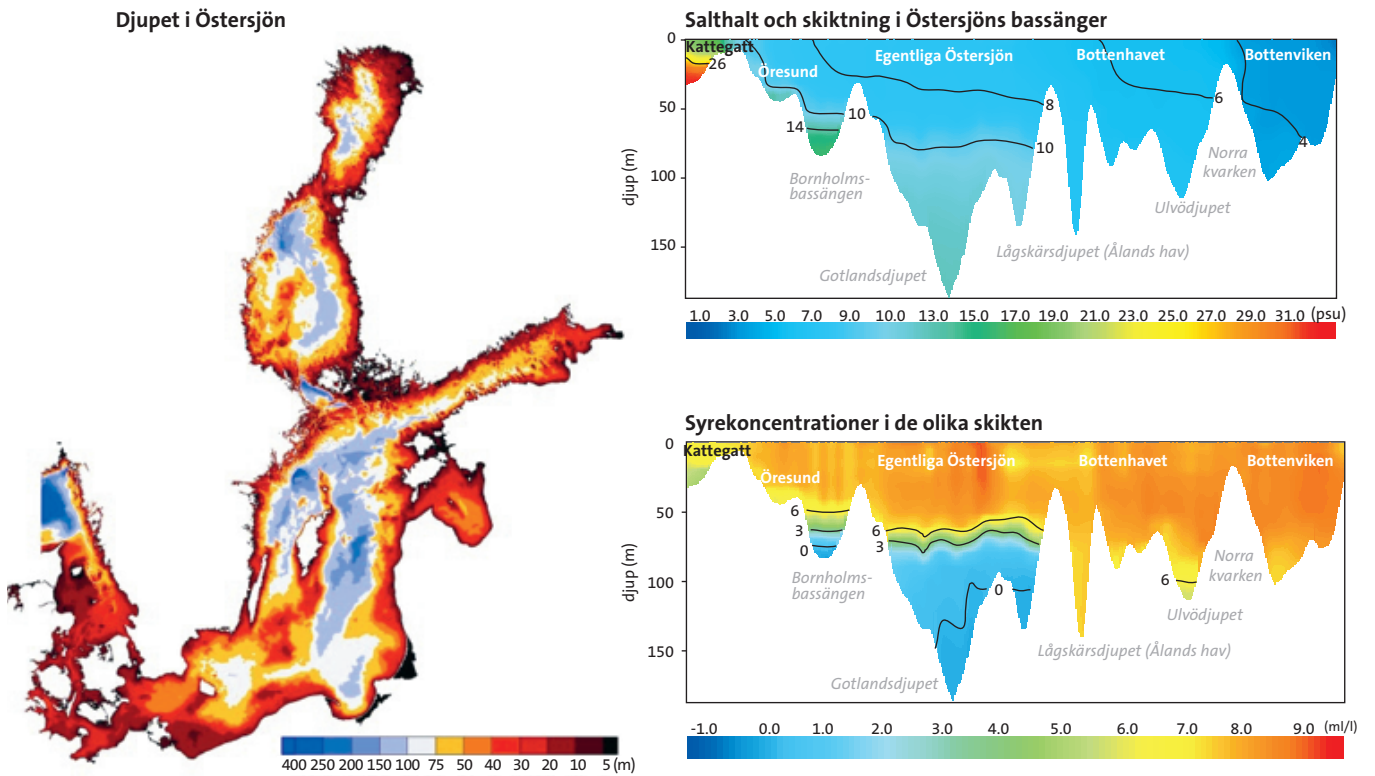 Djupet i Östersjön
400 250 200 150 100 75 50 40 30 20 10 5 (m)
Salthalt och skiktning i Östersjöns bassänger
0
50
100
150
djup (m)
Kattegatt
Öresund
Egentliga Östersjön
Bottenhavet
Bottenviken
26
14
10
8
10
6
4
Bornholms-
bassängen
Gotlandsdjupet
Lågskärsdjupet (Ålands hav)
Ulvödjupet
Norra
kvarken
1.0 3.0 5.0 7.0 9.0 10.0 13.0 15.0 17.0 19.0 21.0 23.0 25.0 27.0 29.0 31.0 (psu)
Syrekoncentrationer i de olika skikten
0
50
100
150
djup (m)
Kattegatt
Öresund
Egentliga Östersjön
Bottenhavet
Bottenviken
6
3
0
6
3
0
6
Bornholms-
bassängen
Gotlandsdjupet
Lågskärsdjupet (Ålands hav)
Ulvödjupet
Norra
kvarken
-1.0 0.0 1.0 2.0 3.0 4.0 5.0 6.0 7.0 8.0 9.0 (ml/l)